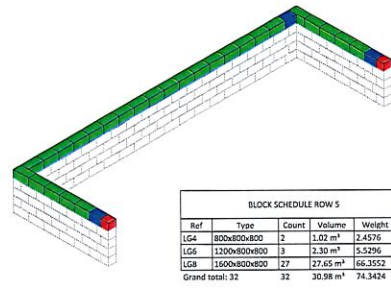 BLOCK SCHEDULE ROW 5
Ref Type Count Volume Weight
LG4 800x800x800 2 1.02 m³ 2.4576
LG6 1200x800x800 3 2.30 m³ 5.5296
LG8 1600x800x800 27 27.65 m³ 66.3552
Grand total: 32 32 30.98 m³ 74.3424